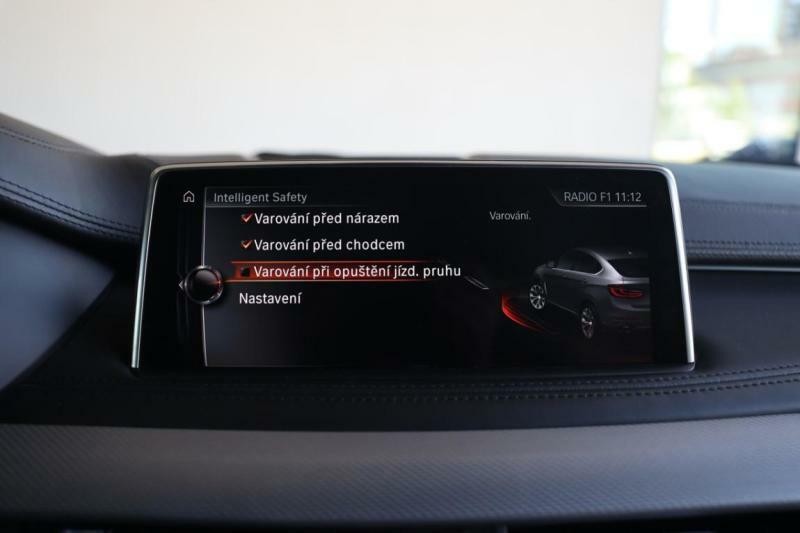 Intelligent Safety
RADIO F1 11:12
Varování před nárazem
Varování.
Varování před chodcem
Varování při opuštění jízd. pruhu
Nastavení